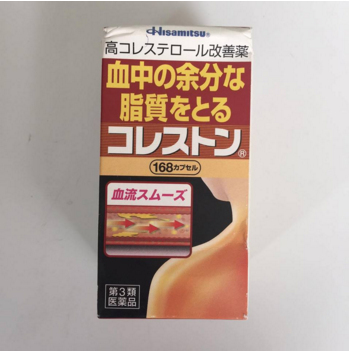 Hisamitsu®
高コレステロール改善薬
血中の余分な
脂質をとる
コレストン®
168カプセル
血流スムーズ
第3類
医薬品